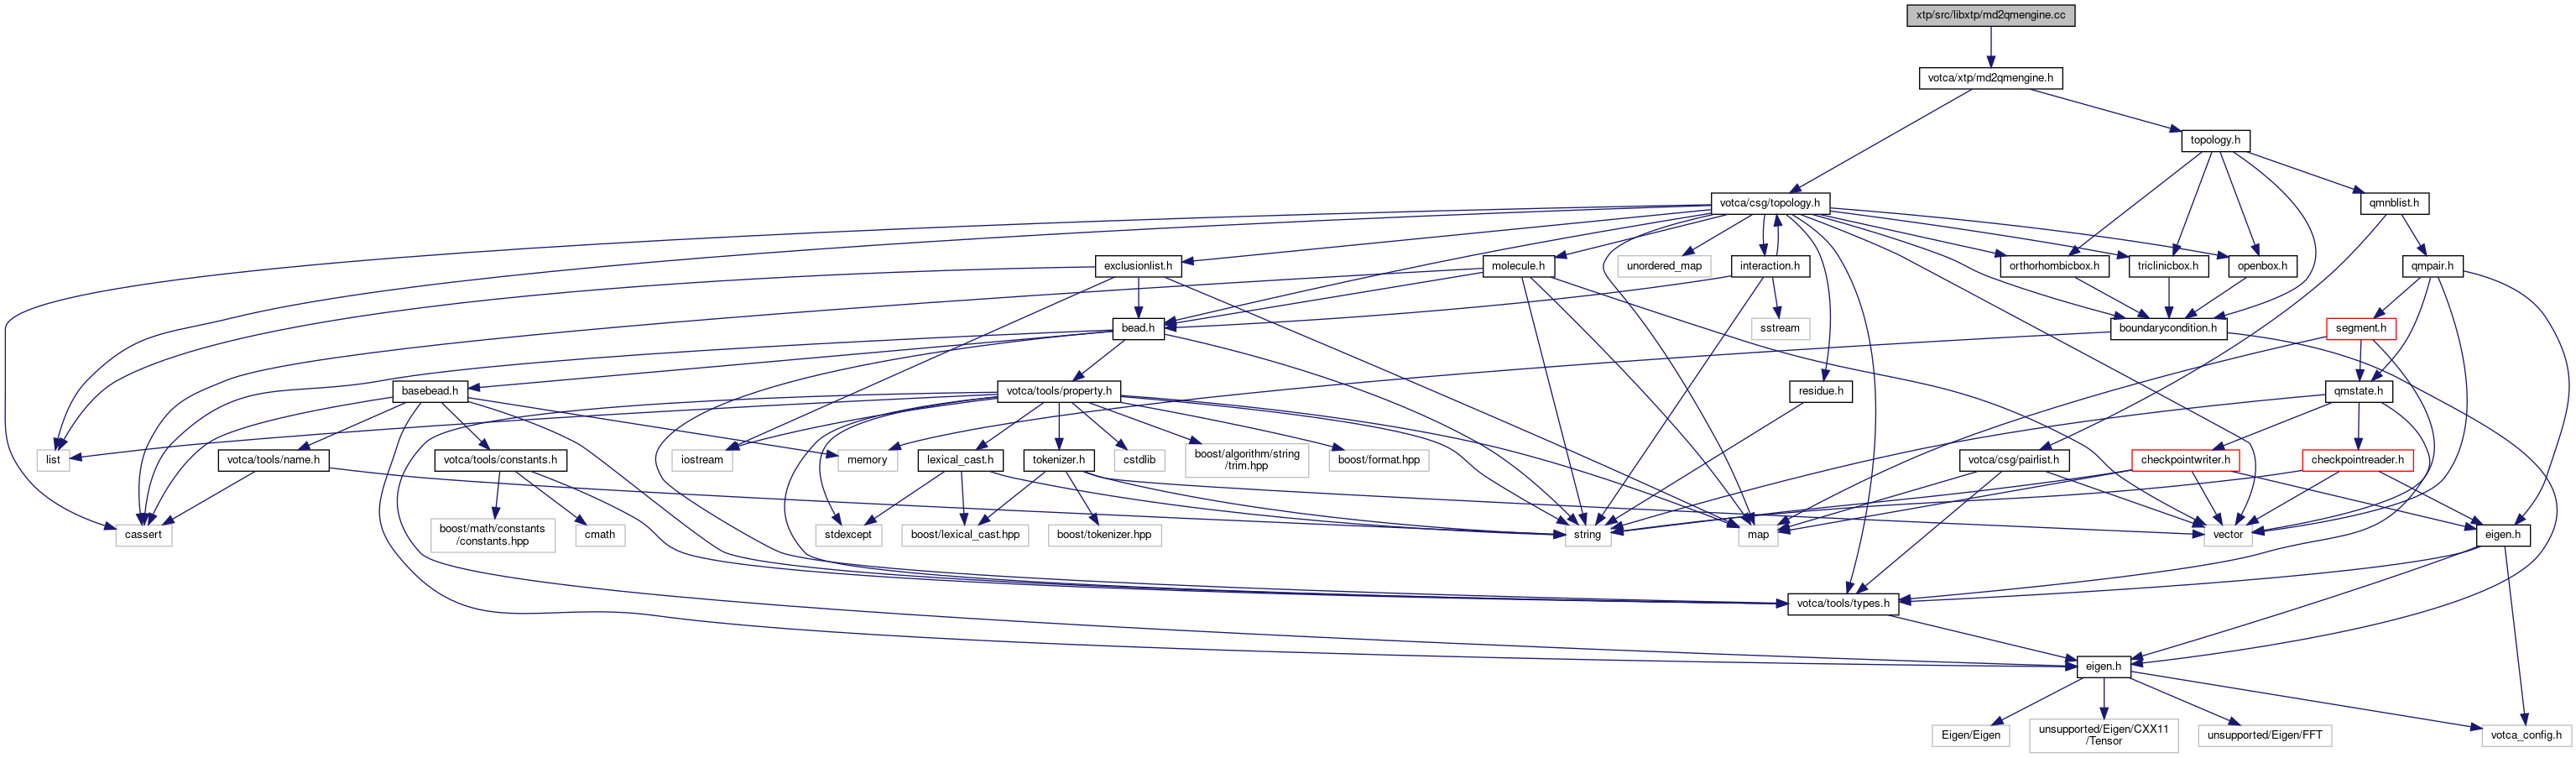 xtp/src/libxtp/md2qmengine.cc
votca/xtp/md2qmengine.h
topology.h
votca/csg/topology.h
qmnblist.h
exclusionlist.h
molecule.h
unordered_map
interaction.h
orthorhombicbox.h
triclinicbox.h
openbox.h
qmpair.h
bead.h
sstream
boundarycondition.h
segment.h
basebead.h
votca/tools/property.h
residue.h
qmstate.h
list
votca/tools/name.h
votca/tools/constants.h
iostream
memory
lexical_cast.h
tokenizer.h
cstdlib
boost/algorithm/string
/trim.hpp
boost/format.hpp
votca/csg/pairlist.h
checkpointwriter.h
checkpointreader.h
cassert
boost/math/constants
/constants.hpp
cmath
stdexcept
boost/lexical_cast.hpp
boost/tokenizer.hpp
string
map
vector
eigen.h
votca/tools/types.h
eigen.h
Eigen/Eigen
unsupported/Eigen/CXX11
/Tensor
unsupported/Eigen/FFT
votca_config.h